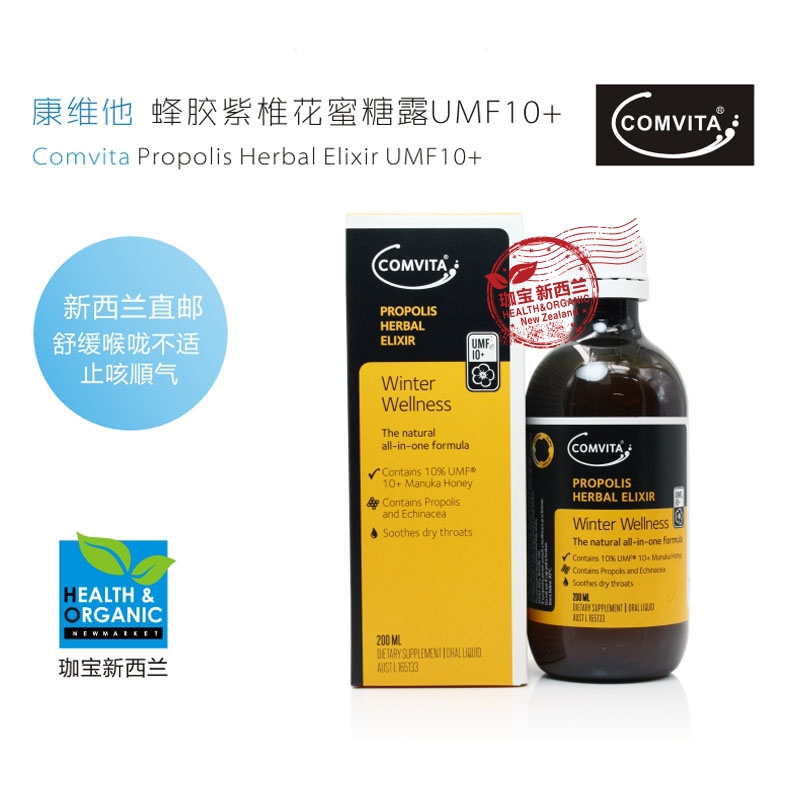 康维他 蜂胶紫椎花蜜糖露UMF10+
Comvita Propolis Herbal Elixir UMF10+
COMVITA®
新西兰直邮
舒缓喉咙不适
止咳順气
COMVITA®
PROPOLIS
HERBAL
ELIXIR
UMF
10+
Winter
Wellness
The natural
all-in-one formula
Contains 10% UMF®
10+ Manuka Honey
Contains Propolis
and Echinacea
Soothes dry throats
200 ML
DIETARY SUPPLEMENT | ORAL LIQUID
AUST L 165133
珈宝新西兰
HEALTH&ORGANIC
New Zealand
COMVITA®
PROPOLIS
HERBAL ELIXIR
UMF
10+
Winter Wellness
The natural all-in-one formula
Contains 10% UMF® 10+ Manuka Honey
Contains Propolis and Echinacea
Soothes dry throats
200 ML
DIETARY SUPPLEMENT | ORAL LIQUID
AUST L 165133
HEALTH &
ORGANIC
NEWMARKET
珈宝新西兰